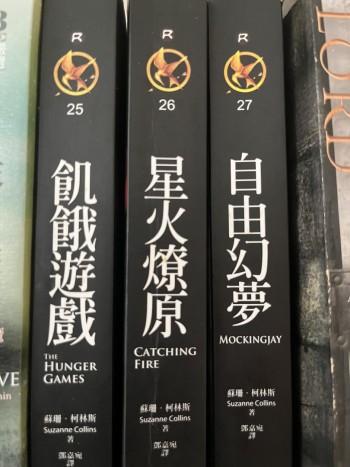 R
25
飢餓遊戲
THE
HUNGER
GAMES
蘇珊・柯林斯
Suzanne Collins
著
鄧嘉宛
譯
R
26
星火燎原
CATCHING
FIRE
蘇珊・柯林斯
Suzanne Collins
著
鄧嘉宛
譯
R
27
自由幻夢
MOCKINGJAY
蘇珊・柯林斯
Suzanne Collins
著
鄧嘉宛
譯
LORD